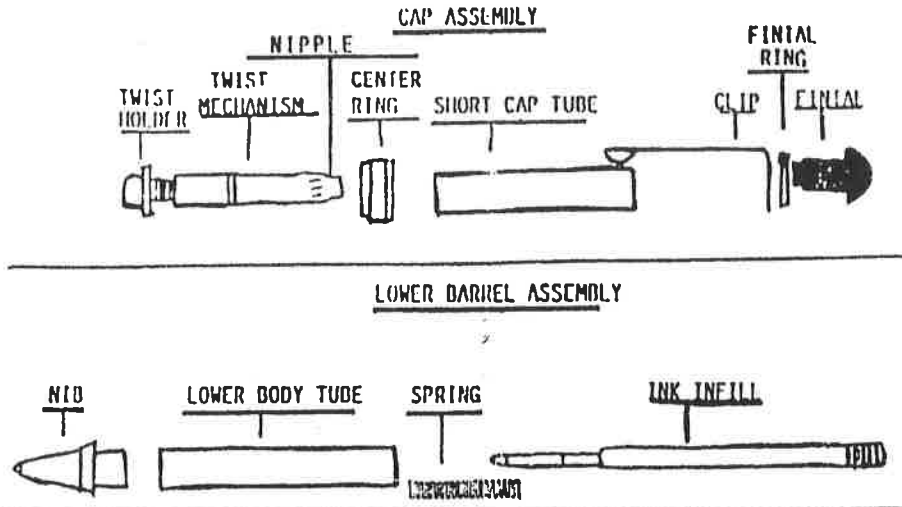 CAP ASSEMBLY
NIPPLE
FINIAL
RING
TWIST
MECHANISM
CENTER
RING
TWIST
HOLDER
SHORT CAP TUBE
CLIP
FINIAL
LOWER BARREL ASSEMBLY
NIB
LOWER BODY TUBE
SPRING
INK INFILL